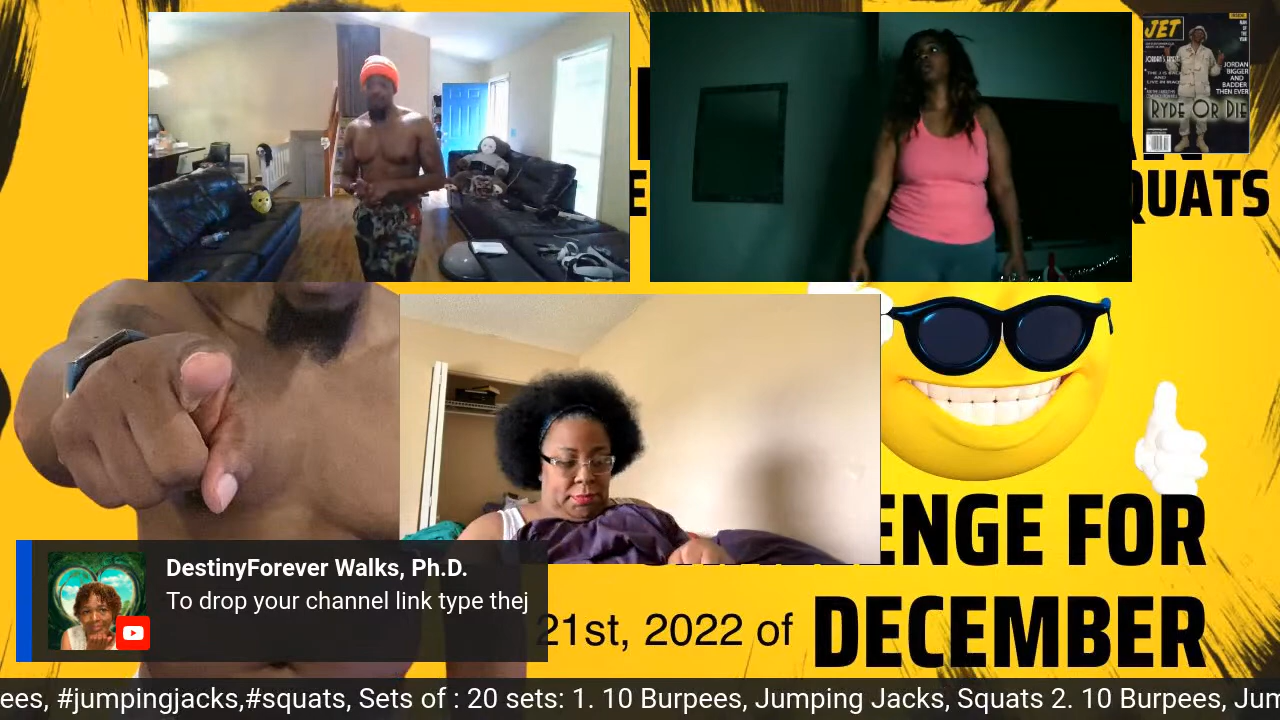 JET
JORDAN
BIGGER
AND
BADDER
THEN EVER
RYDE OR DIE
QUATS
ENGE FOR
DestinyForever Walks, Ph.D.
To drop your channel link type thej
21st, 2022 of DECEMBER
ees, #jumpingjacks,#squats, Sets of : 20 sets: 1. 10 Burpees, Jumping Jacks, Squats 2. 10 Burpees, Jum